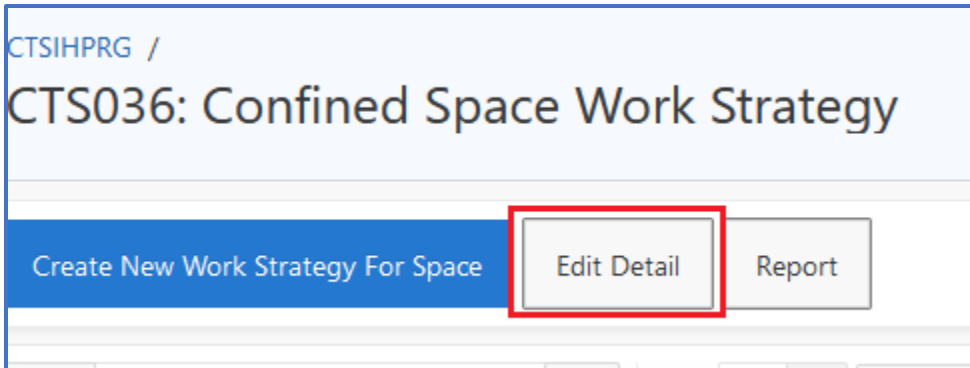 CTSIHPRG /
CTS036: Confined Space Work Strategy
Create New Work Strategy For Space Edit Detail Report